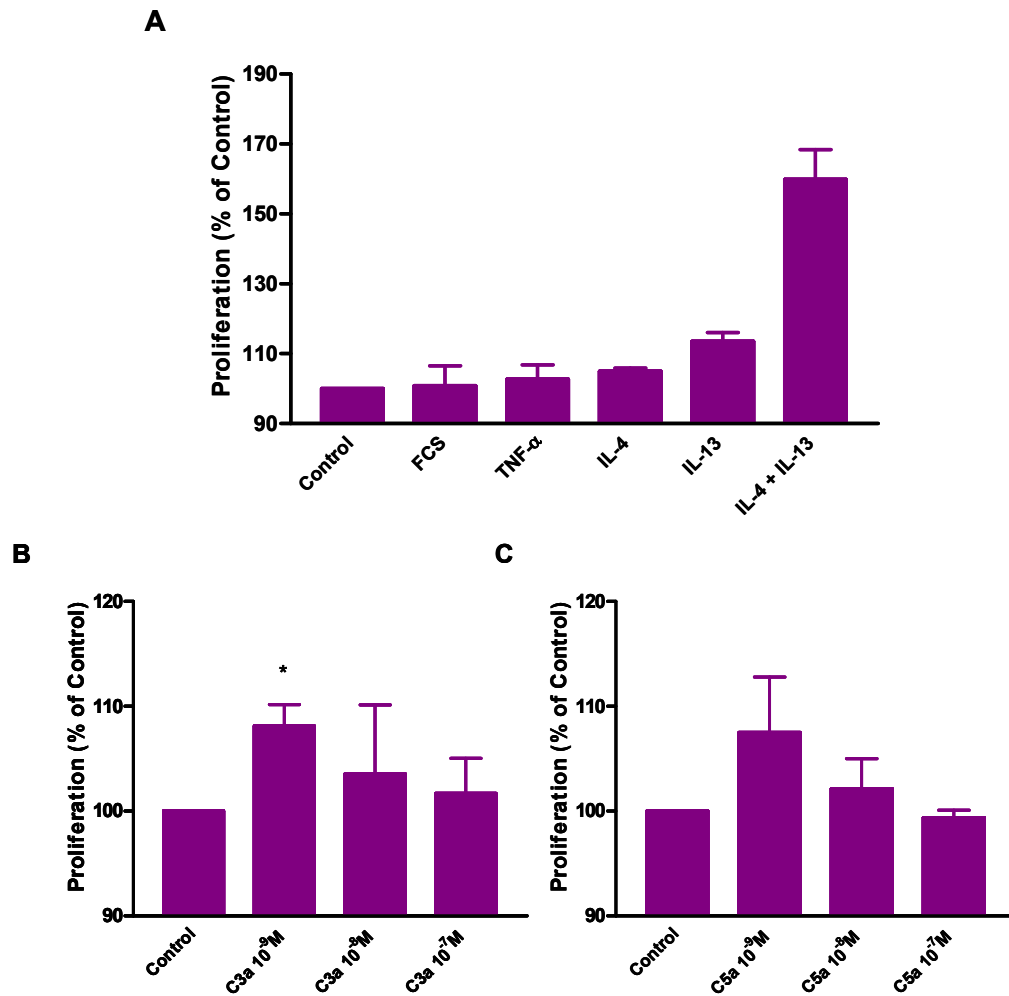 A
Proliferation (% of Control)
190
170
150
130
110
90
Control
FCS
TNF-α
IL-4
IL-13
IL-4 + IL-13
B
Proliferation (% of Control)
120
110
100
90
*
Control
C3a 10⁻⁹M
C3a 10⁻⁸M
C3a 10⁻⁷M
C
Proliferation (% of Control)
120
110
100
90
Control
C5a 10⁻⁹M
C5a 10⁻⁸M
C5a 10⁻⁷M